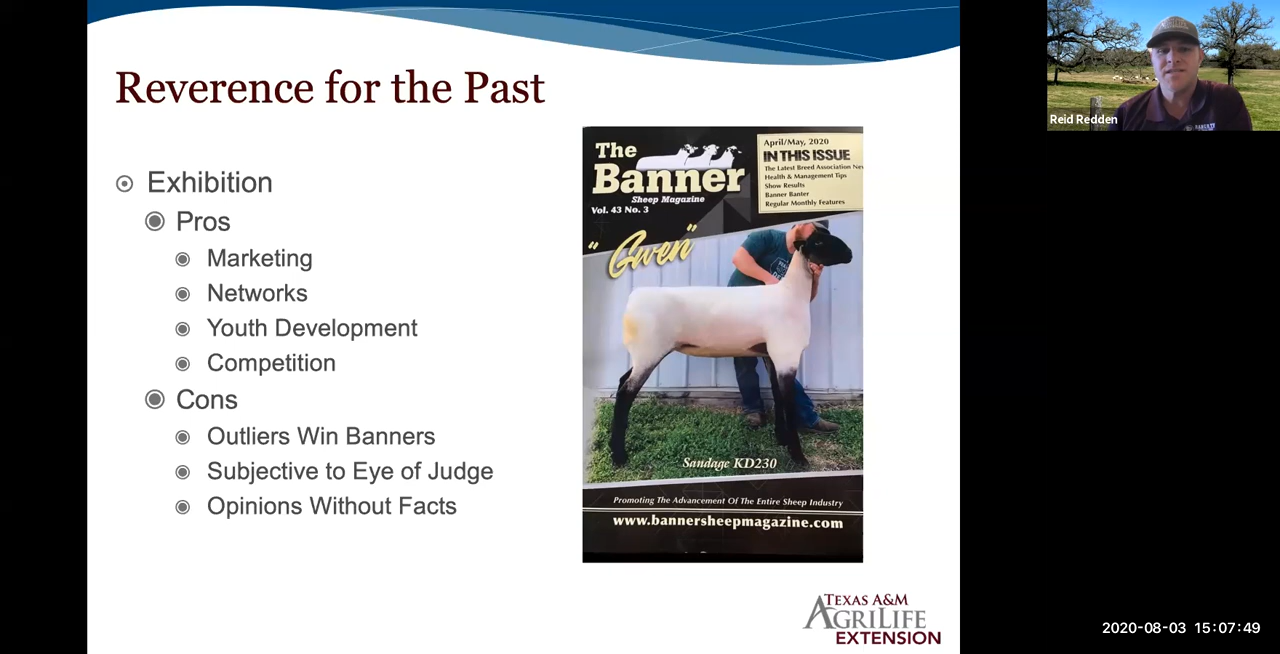 Reverence for the Past
Exhibition
Pros
Marketing
Networks
Youth Development
Competition
Cons
Outliers Win Banners
Subjective to Eye of Judge
Opinions Without Facts
The
Banner
Sheep Magazine
Vol. 43 No. 3
April/May, 2020
IN THIS ISSUE
The Latest Breed Association
Health & Management Tips
Show Results
Banner Banter
Regular Monthly Features
"Gwen"
Sandage KD230
Promoting The Advancement Of The Entire Sheep Industry
www.bannersheepmagazine.com
TEXAS A&M
AGRILIFE
EXTENSION
Reid Redden
2020-08-03 15:07:49